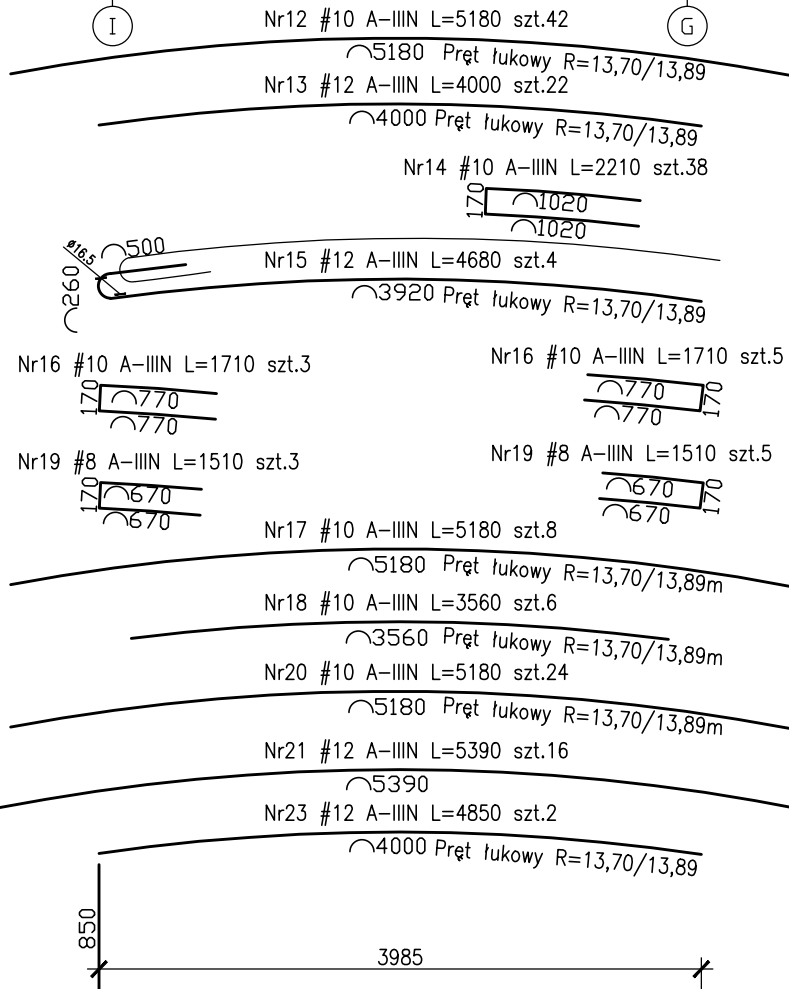 I
G
Nr12 #10 A-IIIN L=5180 szt.42
5180 Pręt łukowy R=13,70/13,89
Nr13 #12 A-IIIN L=4000 szt.22
4000 Pręt łukowy R=13,70/13,89
Nr14 #10 A-IIIN L=2210 szt.38
170
1020
1020
ø16.5
500
260
Nr15 #12 A-IIIN L=4680 szt.4
3920 Pręt łukowy R=13,70/13,89
Nr16 #10 A-IIIN L=1710 szt.3
170
770
770
Nr16 #10 A-IIIN L=1710 szt.5
770
770
170
Nr19 #8 A-IIIN L=1510 szt.3
170
670
670
Nr19 #8 A-IIIN L=1510 szt.5
670
670
170
Nr17 #10 A-IIIN L=5180 szt.8
5180 Pręt łukowy R=13,70/13,89m
Nr18 #10 A-IIIN L=3560 szt.6
3560 Pręt łukowy R=13,70/13,89m
Nr20 #10 A-IIIN L=5180 szt.24
5180 Pręt łukowy R=13,70/13,89m
Nr21 #12 A-IIIN L=5390 szt.16
5390
Nr23 #12 A-IIIN L=4850 szt.2
4000 Pręt łukowy R=13,70/13,89
850
3985